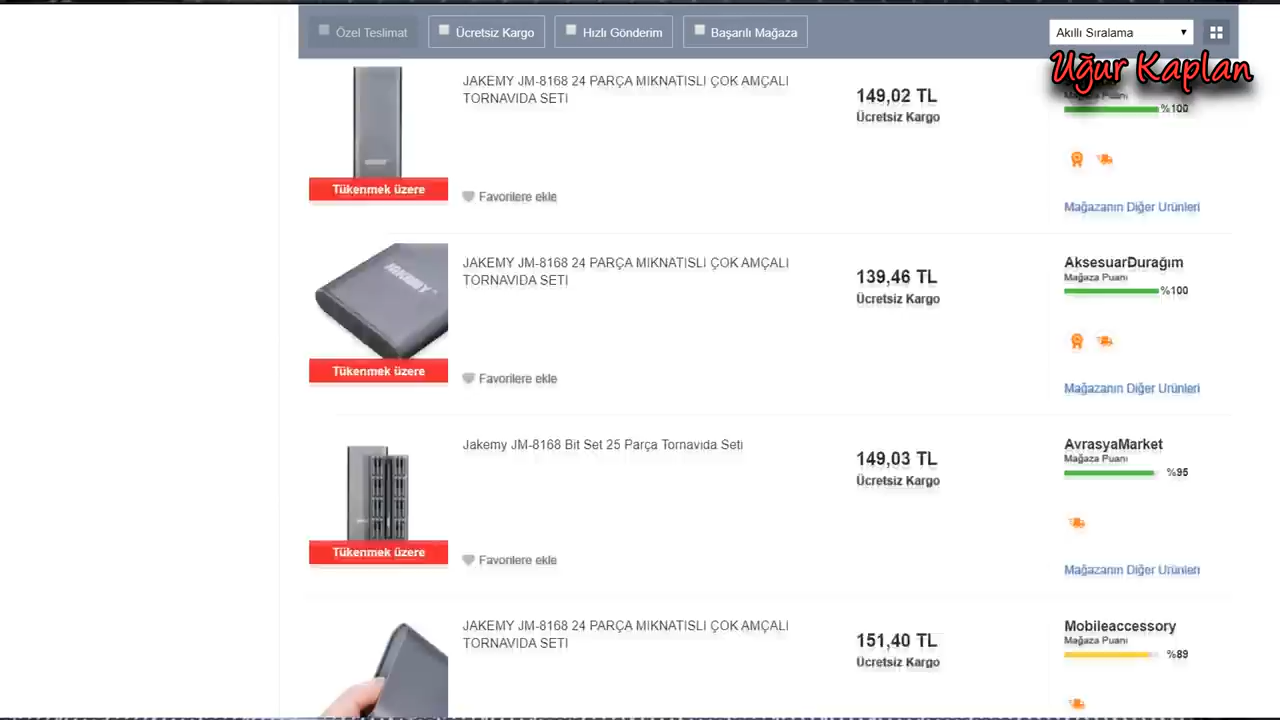 Özel Teslimat
Ücretsiz Kargo
Hızlı Gönderim
Başarılı Mağaza
Akıllı Sıralama
Uğur Kaplan
JAKEMY JM-8168 24 PARÇA MIKNATISLI ÇOK AMÇALI
TORNAVIDA SETI
149,02 TL
Ücretsiz Kargo
Mağaza Puanı
%100
Tükenmek üzere
Favorilere ekle
Mağazanın Diğer Ürünleri
JAKEMY JM-8168 24 PARÇA MIKNATISLI ÇOK AMÇALI
TORNAVIDA SETI
139,46 TL
Ücretsiz Kargo
AksesuarDurağım
Mağaza Puanı
%100
JAKEMY
Tükenmek üzere
Favorilere ekle
Mağazanın Diğer Ürünleri
Jakemy JM-8168 Bit Set 25 Parça Tornavida Seti
149,03 TL
Ücretsiz Kargo
AvrasyaMarket
Mağaza Puanı
%95
Tükenmek üzere
Favorilere ekle
Mağazanın Diğer Ürünleri
JAKEMY JM-8168 24 PARÇA MIKNATISLI ÇOK AMÇALI
TORNAVIDA SETI
151,40 TL
Ücretsiz Kargo
Mobileaccessory
Mağaza Puanı
%89